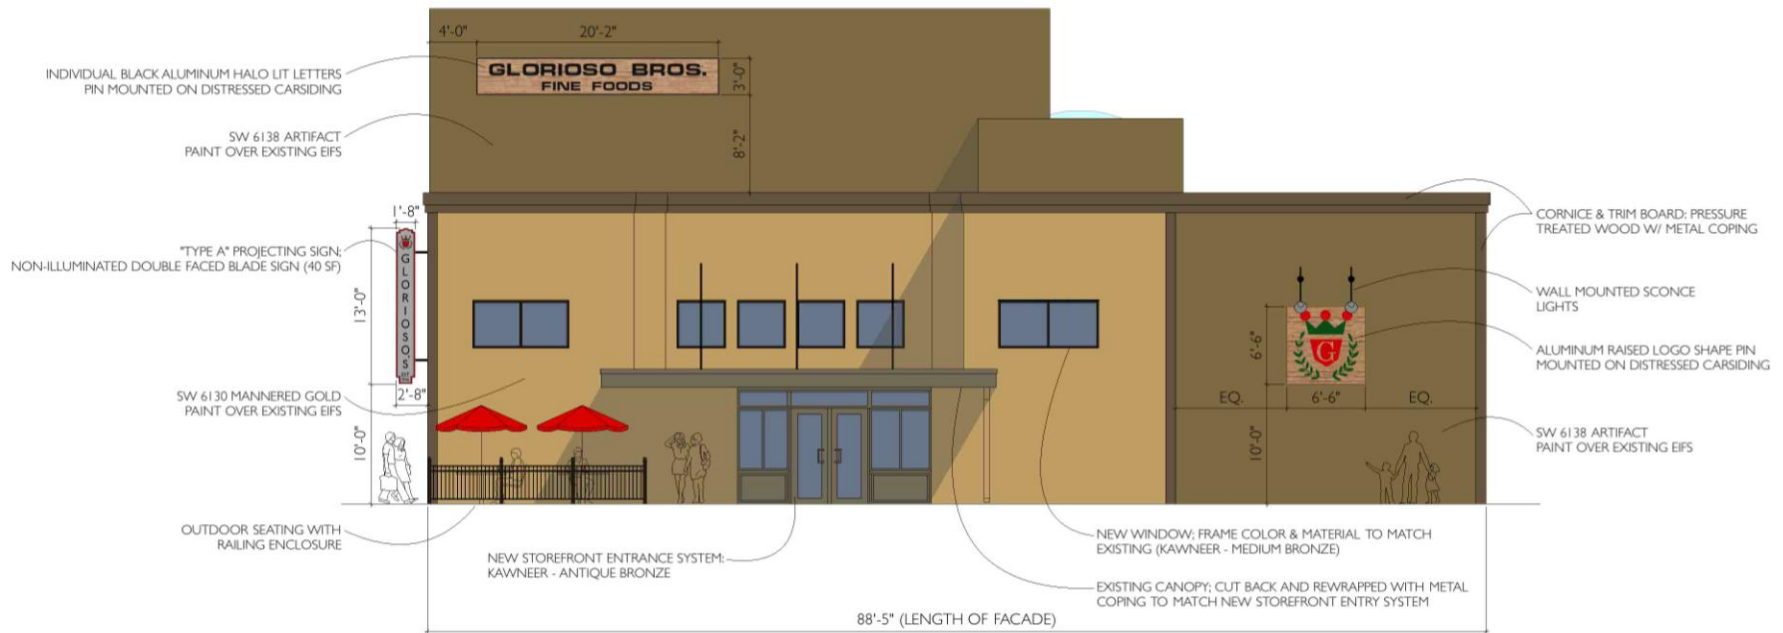 4'-0"
20'-2"
INDIVIDUAL BLACK ALUMINUM HALO LIT LETTERS
PIN MOUNTED ON DISTRESSED CARSIDING
GLORIOSO BROS.
FINE FOODS
3'-0"
SW 6138 ARTIFACT
PAINT OVER EXISTING EIFS
8'-2"
1'-8"
"TYPE A" PROJECTING SIGN;
NON-ILLUMINATED DOUBLE FACED BLADE SIGN (40 SF)
GLORIOSO'S
13'-0"
CORNICE & TRIM BOARD: PRESSURE
TREATED WOOD W/ METAL COPING
WALL MOUNTED SCONCE
LIGHTS
G
6'-6"
ALUMINUM RAISED LOGO SHAPE PIN
MOUNTED ON DISTRESSED CARSIDING
2'-8"
SW 6130 MANNERED GOLD
PAINT OVER EXISTING EIFS
EQ.
6'-6"
EQ.
10'-0"
10'-0"
SW 6138 ARTIFACT
PAINT OVER EXISTING EIFS
OUTDOOR SEATING WITH
RAILING ENCLOSURE
NEW STOREFRONT ENTRANCE SYSTEM:
KAWNEER - ANTIQUE BRONZE
NEW WINDOW; FRAME COLOR & MATERIAL TO MATCH
EXISTING (KAWNEER - MEDIUM BRONZE)
EXISTING CANOPY; CUT BACK AND REWRAPPED WITH METAL
COPING TO MATCH NEW STOREFRONT ENTRY SYSTEM
88'-5" (LENGTH OF FACADE)